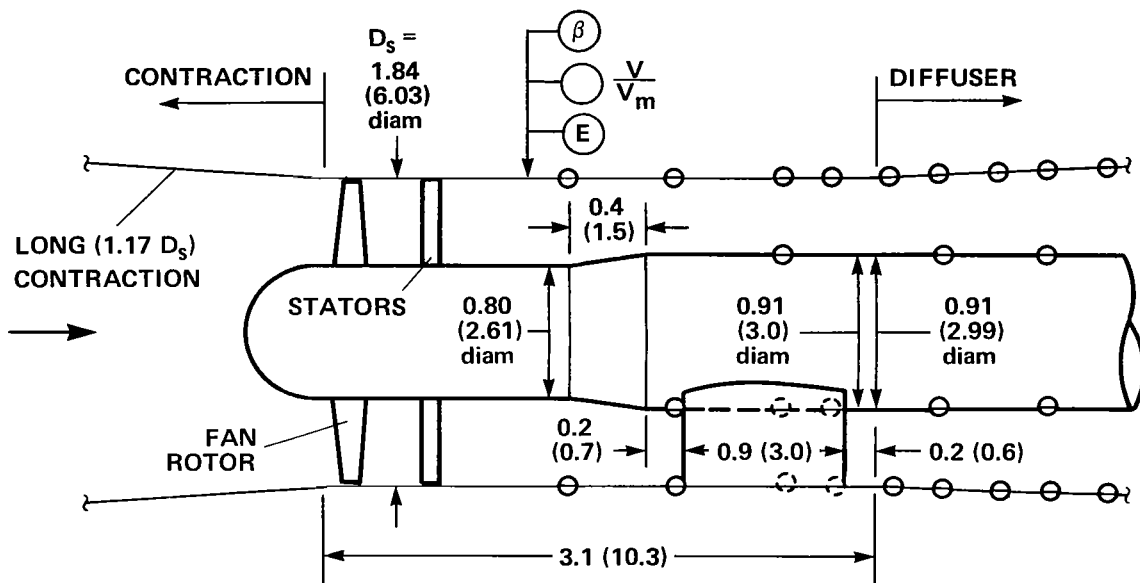 D_s =
1.84
(6.03)
diam
β
V
V_m
E
CONTRACTION
DIFFUSER
LONG (1.17 D_s)
CONTRACTION
0.4
(1.5)
STATORS
0.80
(2.61)
diam
0.91
(3.0)
diam
0.91
(2.99)
diam
FAN
ROTOR
0.2
(0.7)
0.9 (3.0)
0.2 (0.6)
3.1 (10.3)